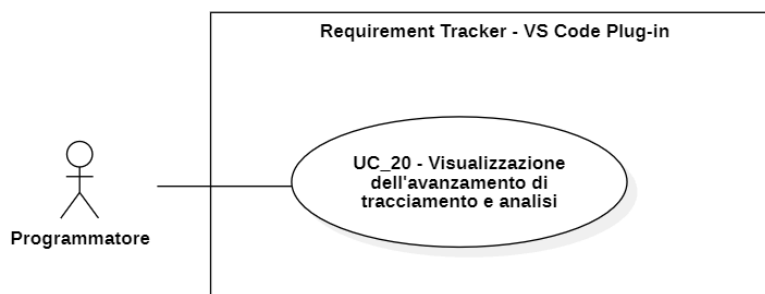 Requirement Tracker - VS Code Plug-in
UC_20 - Visualizzazione
dell'avanzamento di
tracciamento e analisi
Programmatore